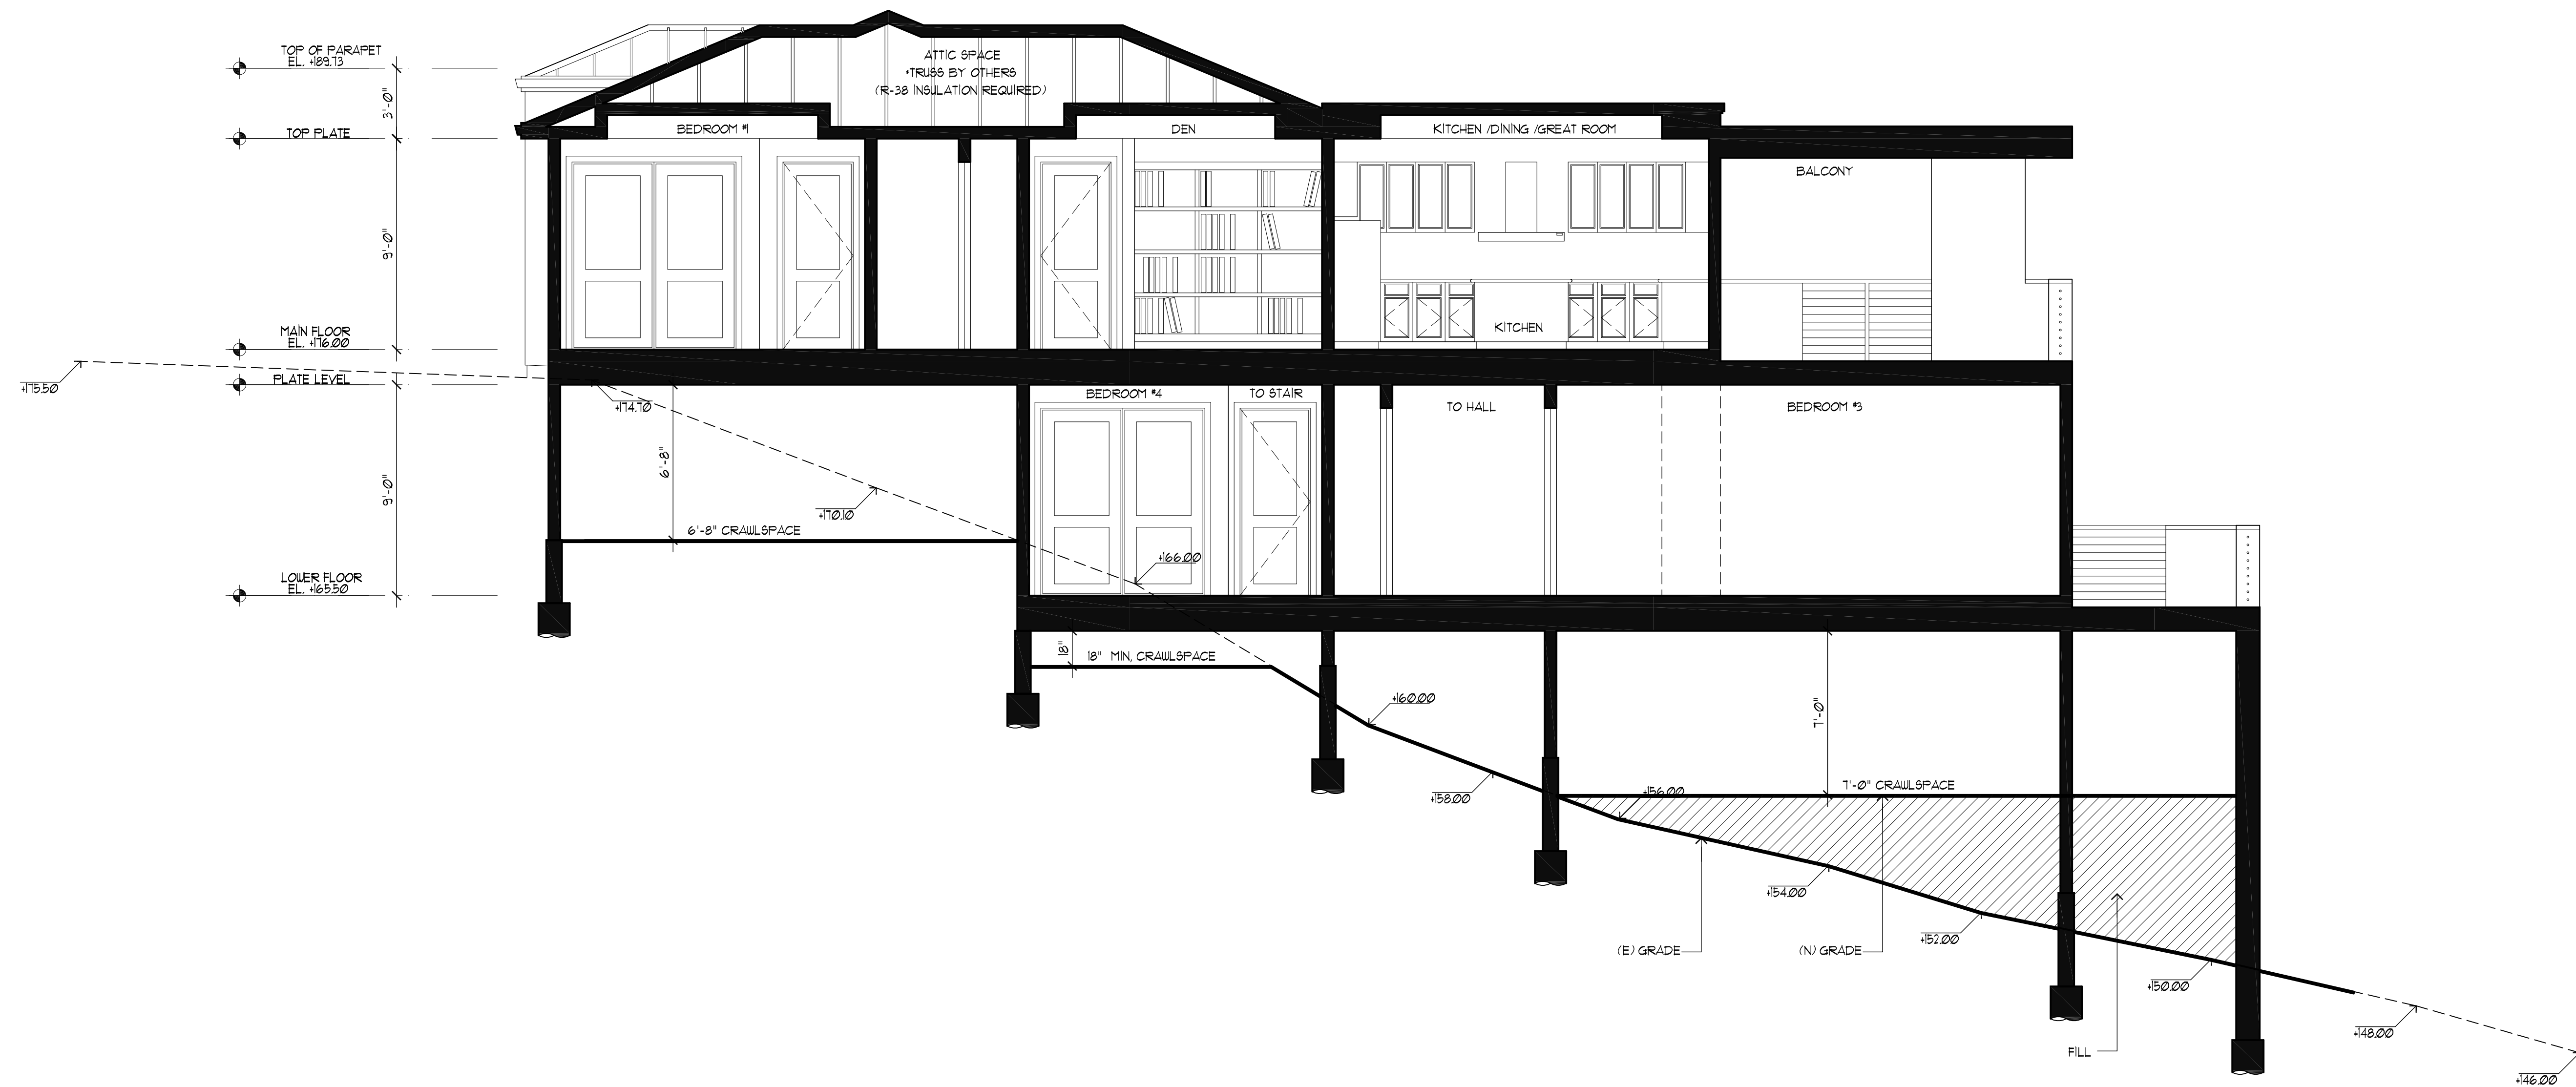 TOP OF PARAPET
EL. +189.73
3'-0"
TOP PLATE
9'-0"
MAIN FLOOR
EL. +176.00
PLATE LEVEL
9'-0"
LOWER FLOOR
EL. +165.50
ATTIC SPACE
*TRUSS BY OTHERS
(R-38 INSULATION REQUIRED)
BEDROOM #1
DEN
KITCHEN /DINING /GREAT ROOM
BALCONY
KITCHEN
+175.50
+174.70
BEDROOM #4
TO STAIR
TO HALL
BEDROOM #3
6'-8"
+170.10
6'-8" CRAWLSPACE
+166.00
18"
18" MIN, CRAWLSPACE
+160.00
7'-0"
+158.00
+156.00
7'-0" CRAWLSPACE
+154.00
(E) GRADE
(N) GRADE
+152.00
+150.00
FILL
+148.00
+146.00